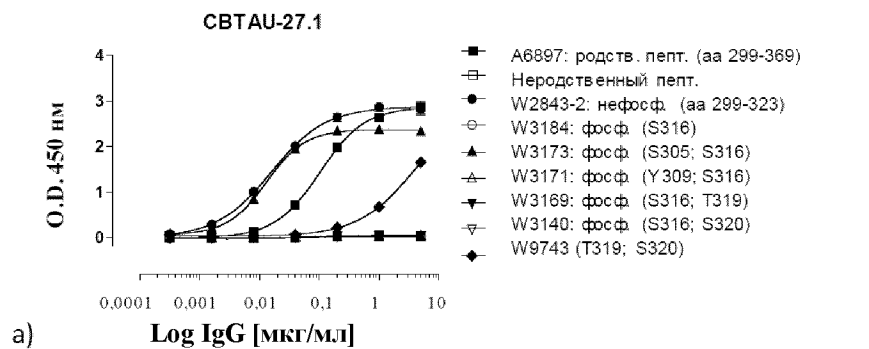 CBTAU-27.1
4
3
2
1
0
O.D. 450 нм
0,0001 0,001 0,01 0,1 1 10
Log IgG [мкг/мл]
а)
A6897: родств. пепт. (аа 299-369)
Неродственный пепт.
W2843-2: нефосф. (аа 299-323)
W3184: фосф. (S316)
W3173: фосф. (S305; S316)
W3171: фосф. (Y309; S316)
W3169: фосф. (S316; T319)
W3140: фосф. (S316; S320)
W9743 (T319; S320)